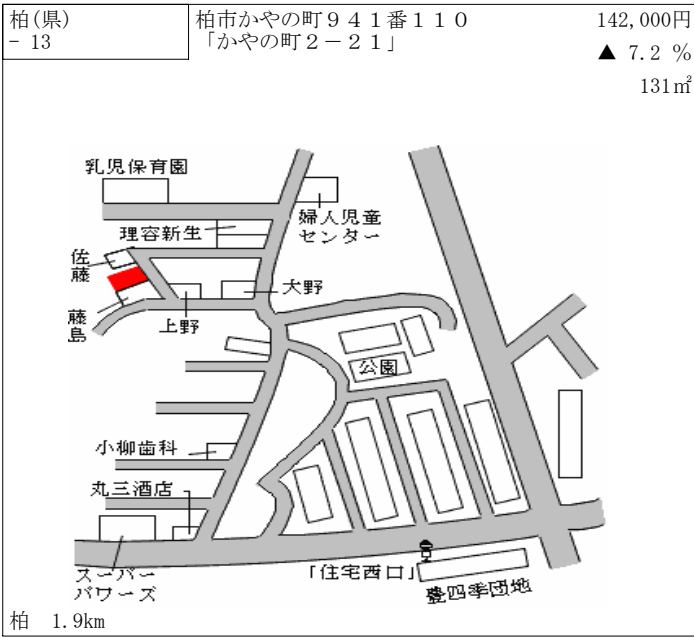 柏(県)
- 13
柏市かやの町９４１番１１０
「かやの町２－２１」
142,000円
▲ 7.2 %
131㎡
乳児保育園
婦人児童
センター
理容新生
佐藤
大野
藤島
上野
公園
小柳歯科
丸三酒店
スーパー
パワーズ
「住宅西口」
豊四季団地
柏 1.9km